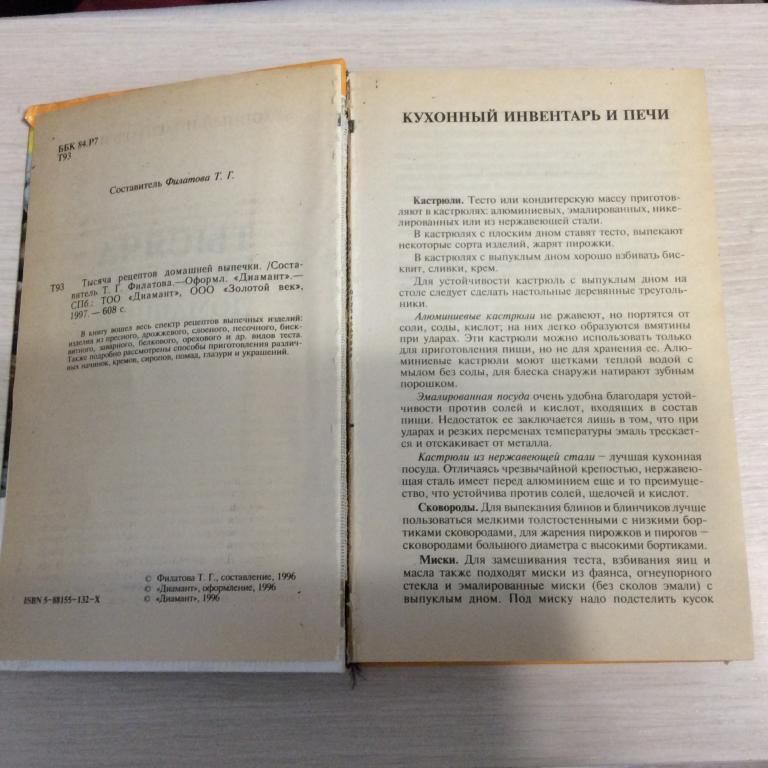 ББК 84.Р7
Т93
Составитель Филатова Т. Г.
Т93 Тысяча рецептов домашней выпечки. /Соста-
витель Т. Г. Филатова.—Оформл. «Диамант».—
СПб.: ТОО «Диамант», ООО «Золотой век»,
1997. — 608 с.
В книгу вошел весь спектр рецептов выпечных изделий:
изделия из пресного, дрожжевого, слоеного, песочного, биск-
витного, заварного, белкового, орехового и др. видов теста.
Также подробно рассмотрены способы приготовления различ-
ных начинок, кремов, сиропов, помад, глазури и украшений.
© Филатова Т. Г., составление, 1996
© «Диамант», оформление, 1996
ISBN 5-88155-132-X © «Диамант», 1996
КУХОННЫЙ ИНВЕНТАРЬ И ПЕЧИ
Кастрюли. Тесто или кондитерскую массу приготов-
ляют в кастрюлях: алюминиевых, эмалированных, нике-
лированных или из нержавеющей стали.
В кастрюлях с плоским дном ставят тесто, выпекают
некоторые сорта изделий, жарят пирожки.
В кастрюлях с выпуклым дном хорошо взбивать бис-
квит, сливки, крем.
Для устойчивости кастрюль с выпуклым дном на
столе следует сделать настольные деревянные треуголь-
ники.
Алюминиевые кастрюли не ржавеют, но портятся от
соли, соды, кислот; на них легко образуются вмятины
при ударах. Эти кастрюли можно использовать только
для приготовления пищи, но не для хранения ее. Алю-
миниевые кастрюли моют щетками теплой водой с
мылом без соды, для блеска снаружи натирают зубным
порошком.
Эмалированная посуда очень удобна благодаря устой-
чивости против солей и кислот, входящих в состав
пищи. Недостаток ее заключается лишь в том, что при
ударах и резких переменах температуры эмаль трескает-
ся и отскакивает от металла.
Кастрюли из нержавеющей стали – лучшая кухонная
посуда. Отличаясь чрезвычайной крепостью, нержавею-
щая сталь имеет перед алюминием еще и то преимуще-
ство, что устойчива против солей, щелочей и кислот.
Сковороды. Для выпекания блинов и блинчиков лучше
пользоваться мелкими толстостенными с низкими бор-
тиками сковородами, для жарения пирожков и пирогов –
сковородами большого диаметра с высокими бортиками.
Миски. Для замешивания теста, взбивания яиц и
масла также подходят миски из фаянса, огнеупорного
стекла и эмалированные миски (без сколов эмали) с
выпуклым дном. Под миску надо подстелить кусок